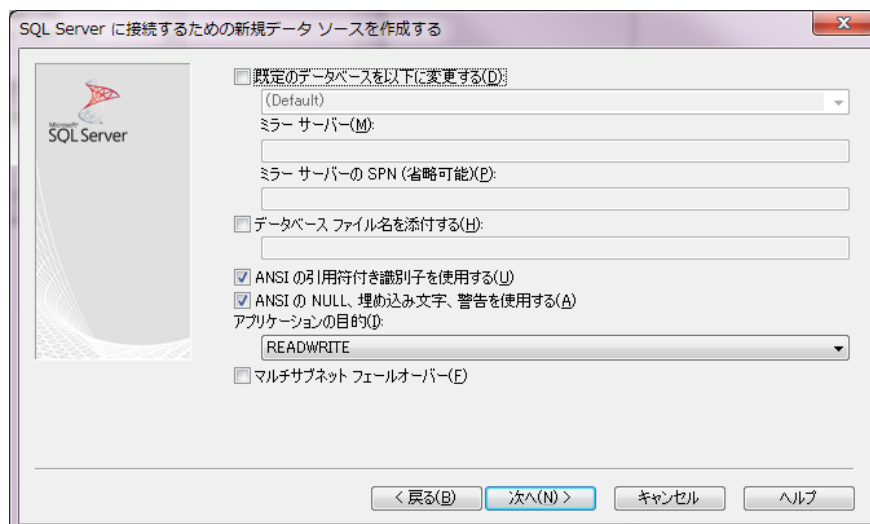 SQL Server に接続するための新規データ ソースを作成する
Microsoft
SQL Server
既定のデータベースを以下に変更する(D):
(Default)
ミラー サーバー(M):
ミラー サーバーの SPN (省略可能)(P):
データベース ファイル名を添付する(H):
ANSI の引用符付き識別子を使用する(U)
ANSI の NULL、埋め込み文字、警告を使用する(A)
アプリケーションの目的(I):
READWRITE
マルチサブネット フェールオーバー(F)
< 戻る(B)
次へ(N) >
キャンセル
ヘルプ